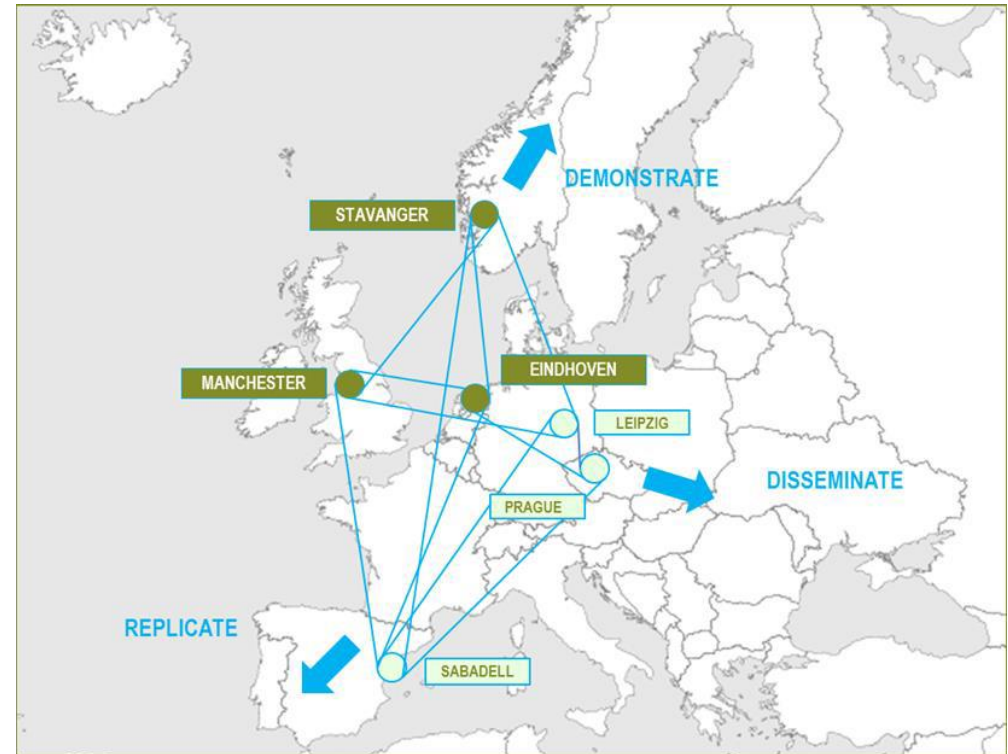 DEMONSTRATE
STAVANGER
EINDHOVEN
MANCHESTER
LEIPZIG
DISSEMINATE
PRAGUE
REPLICATE
SABADELL